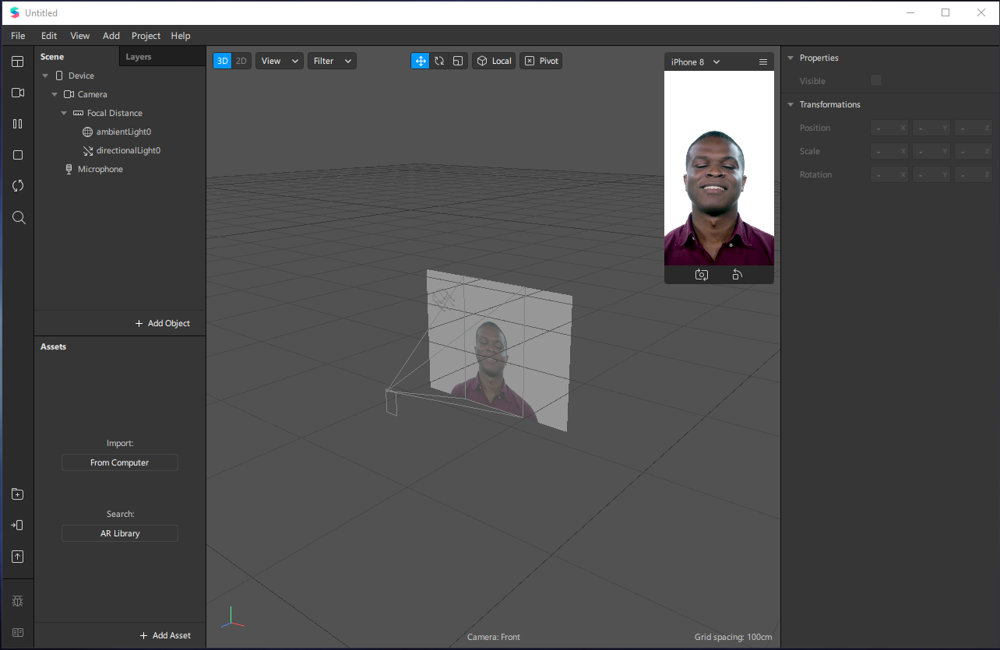 Untitled
File Edit View Add Project Help
Scene Layers
Device
Camera
Focal Distance
ambientLight0
directionalLight0
Microphone
+ Add Object
Assets
Import:
From Computer
Search:
AR Library
+ Add Asset
3D 2D View Filter Local Pivot
iPhone 8
Camera: Front
Grid spacing: 100cm
Properties
Visible
Transformations
Position - X - Y - Z
Scale - X - Y - Z
Rotation - X - Y - Z